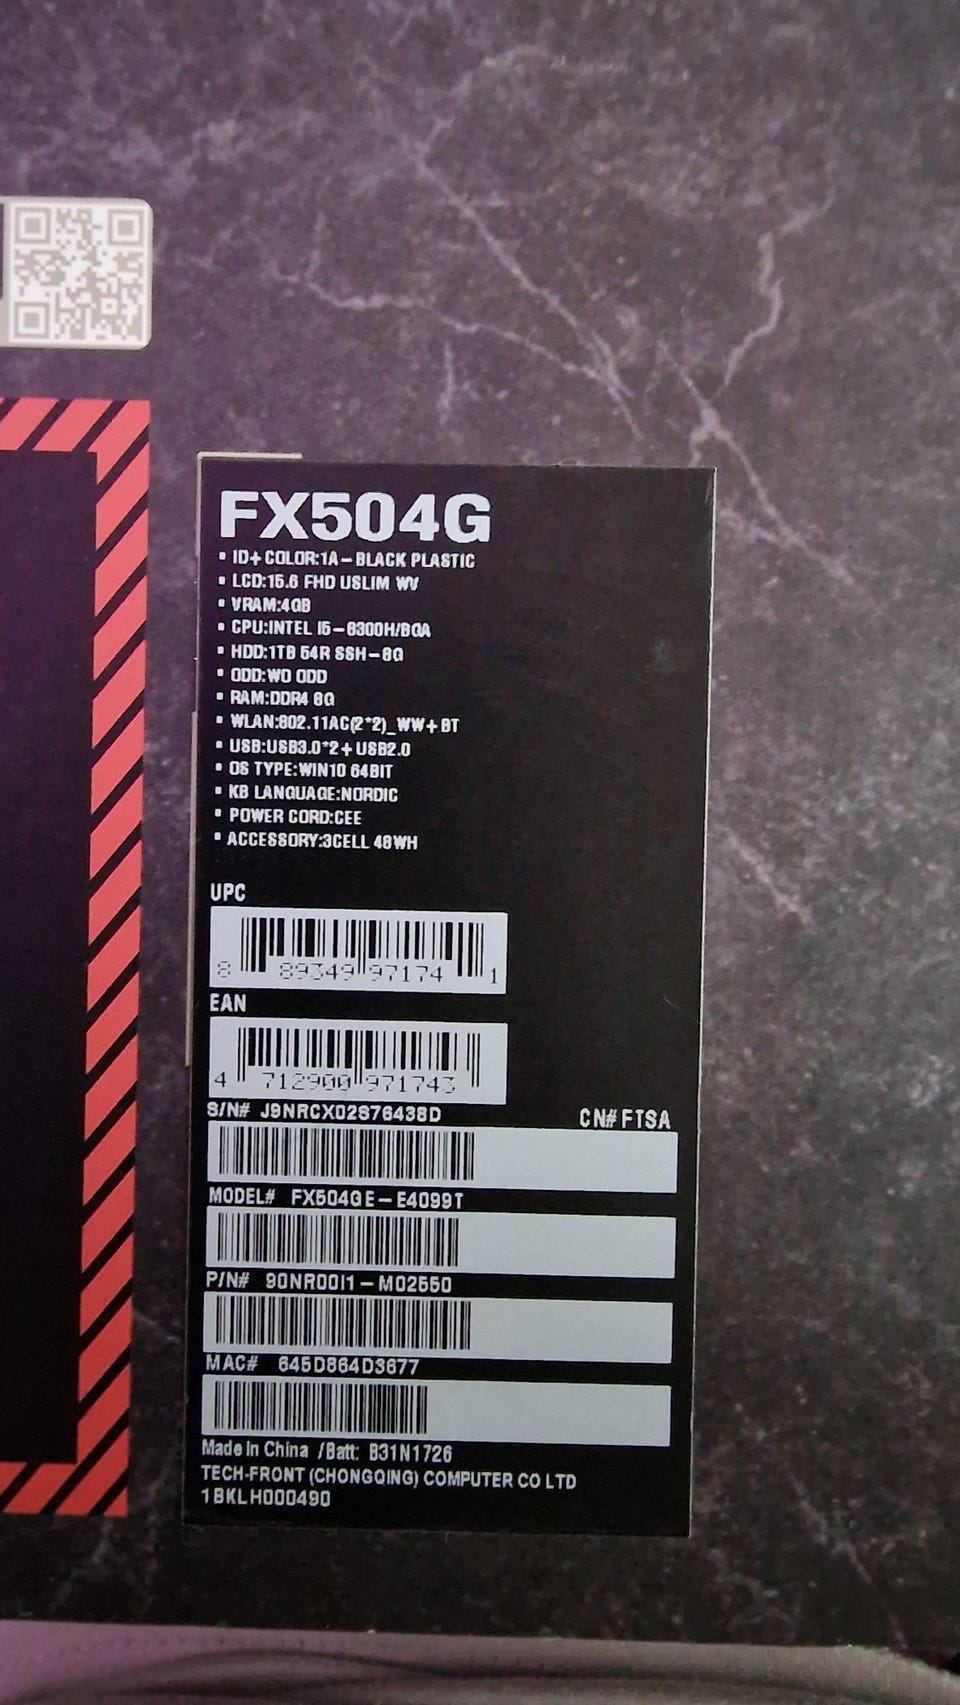 FX504G
▪ ID+COLOR:1A-BLACK PLASTIC
▪ LCD:15.6 FHD USLIM WV
▪ VRAM:4GB
▪ CPU:INTEL I5-8300H/BGA
▪ HDD:1TB 54R SSH-8G
▪ ODD:WO ODD
▪ RAM:DDR4 8G
▪ WLAN:802.11AC(2*2)_WW+BT
▪ USB:USB3.0*2+USB2.0
▪ OS TYPE:WIN10 64BIT
▪ KB LANGUAGE:NORDIC
▪ POWER CORD:CEE
▪ ACCESSORY:3CELL 48WH
UPC
8 89349 97174 1
EAN
4 712900 971743
S/N# J9NRCX02S76438D CN# FTSA
MODEL# FX504GE-E4099T
P/N# 90NR00I1-M02550
MAC# 645D864D3677
Made in China /Batt: B31N1726
TECH-FRONT (CHONGQING) COMPUTER CO LTD
1BKLH000490